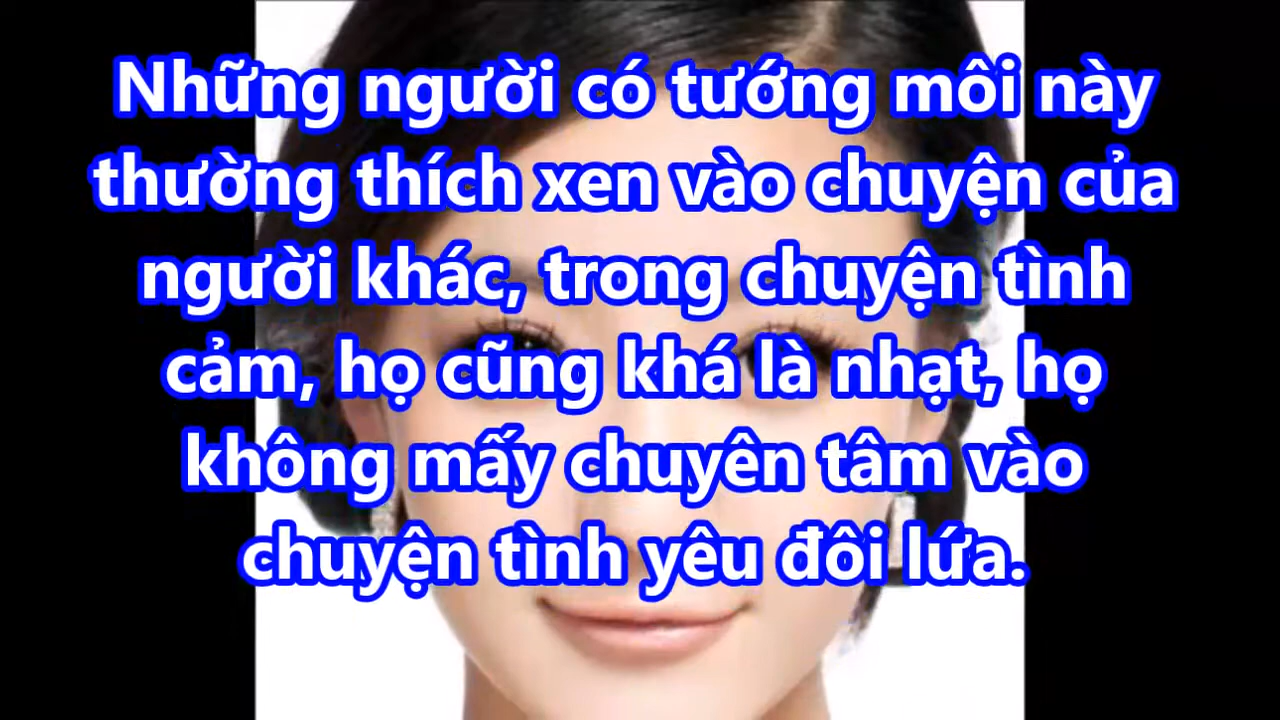 Những người có tướng môi này
thường thích xen vào chuyện của
người khác, trong chuyện tình
cảm, họ cũng khá là nhạt, họ
không mấy chuyên tâm vào
chuyện tình yêu đôi lứa.